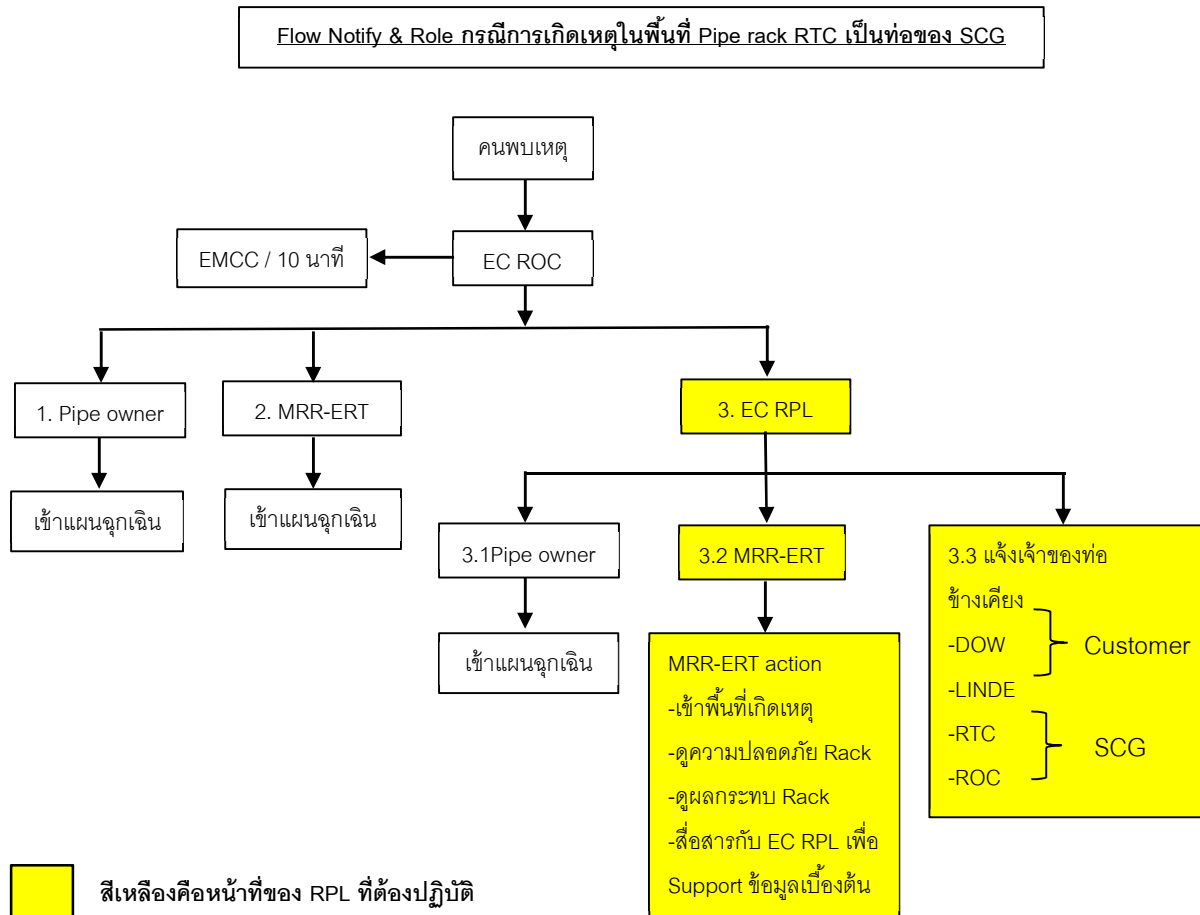 Flow Notify & Role กรณีการเกิดเหตุในพื้นที่ Pipe rack RTC เป็นท่อของ SCG
คนพบเหตุ
EMCC / 10 นาที
EC ROC
1. Pipe owner
2. MRR-ERT
3. EC RPL
เข้าแผนฉุกเฉิน
เข้าแผนฉุกเฉิน
3.1Pipe owner
3.2 MRR-ERT
3.3 แจ้งเจ้าของท่อ
ข้างเคียง
-DOW
Customer
-LINDE
-RTC
SCG
-ROC
เข้าแผนฉุกเฉิน
MRR-ERT action
-เข้าพื้นที่เกิดเหตุ
-ดูความปลอดภัย Rack
-ดูผลกระทบ Rack
-สื่อสารกับ EC RPL เพื่อ
Support ข้อมูลเบื้องต้น
สีเหลืองคือหน้าที่ของ RPL ที่ต้องปฏิบัติ